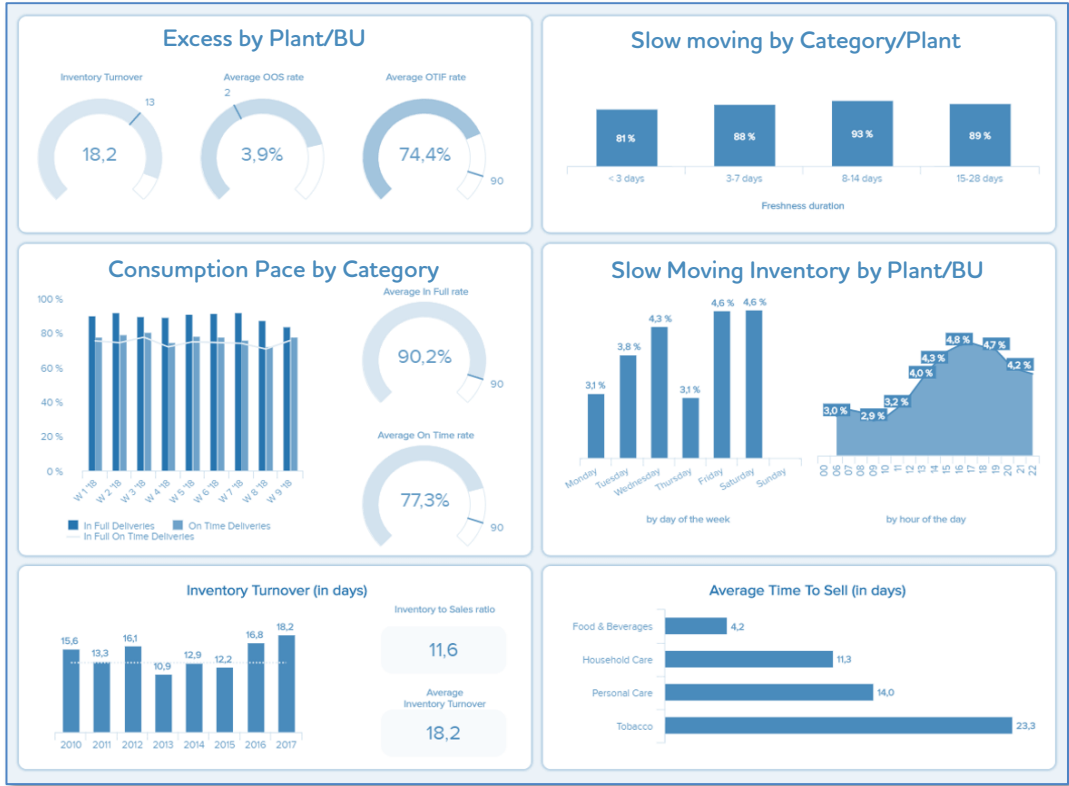 Excess by Plant/BU
Inventory Turnover
13
18,2
Average OOS rate
2
3,9%
Average OTIF rate
74,4%
90
Slow moving by Category/Plant
81 %
88 %
93 %
89 %
< 3 days
3-7 days
8-14 days
15-28 days
Freshness duration
Consumption Pace by Category
100 %
80 %
60 %
40 %
20 %
0 %
W 1 '18
W 2 '18
W 3 '18
W 4 '18
W 5 '18
W 6 '18
W 7 '18
W 8 '18
W 9 '18
In Full Deliveries
On Time Deliveries
In Full On Time Deliveries
Average In Full rate
90,2%
90
Average On Time rate
77,3%
90
Slow Moving Inventory by Plant/BU
3,1 %
3,8 %
4,3 %
3,1 %
4,6 %
4,6 %
Monday
Tuesday
Wednesday
Thursday
Friday
Saturday
Sunday
by day of the week
3,0 %
2,9 %
3,2 %
4,0 %
4,3 %
4,8 %
4,7 %
4,2 %
00
06
07
08
09
10
11
12
13
14
15
16
17
18
19
20
21
22
by hour of the day
Inventory Turnover (in days)
15,6
13,3
16,1
10,9
12,9
12,2
16,8
18,2
2010
2011
2012
2013
2014
2015
2016
2017
Inventory to Sales ratio
11,6
Average
Inventory Turnover
18,2
Average Time To Sell (in days)
Food & Beverages
4,2
Household Care
11,3
Personal Care
14,0
Tobacco
23,3